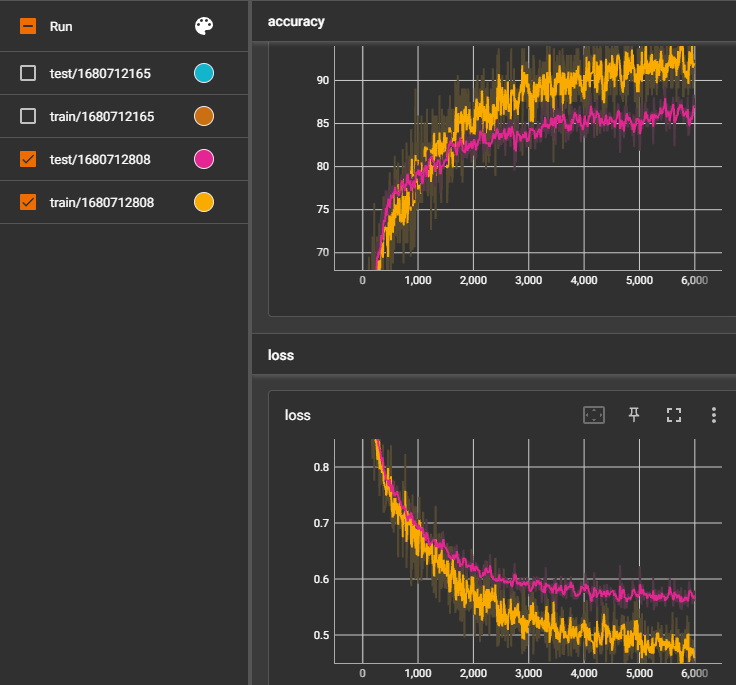 Run
test/1680712165
train/1680712165
test/1680712808
train/1680712808
accuracy
90
85
80
75
70
0 1,000 2,000 3,000 4,000 5,000 6,000
loss
loss
0.8
0.7
0.6
0.5
0 1,000 2,000 3,000 4,000 5,000 6,000